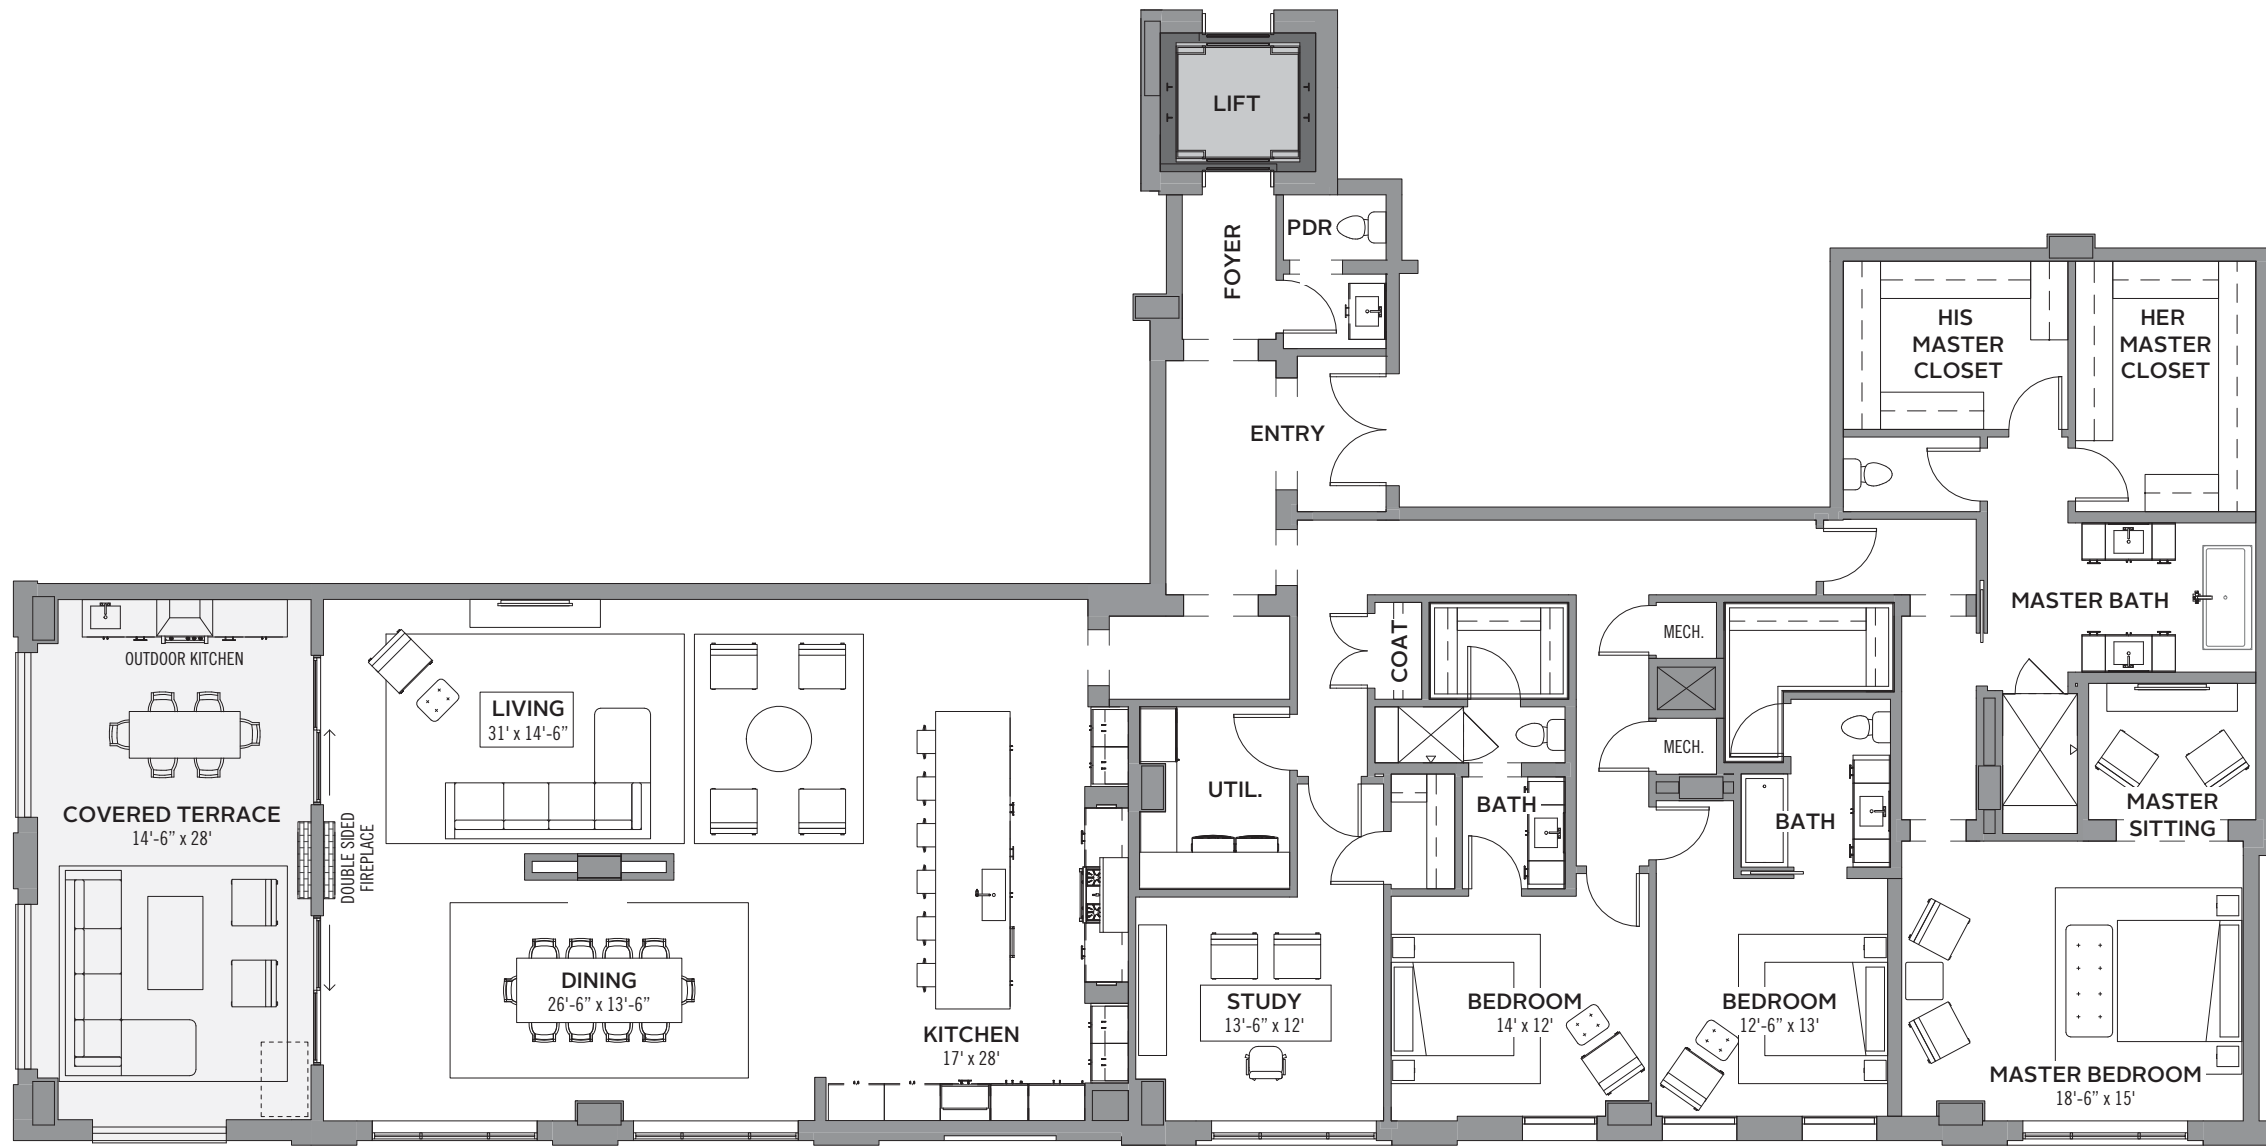 LIFT
PDR
FOYER
ENTRY
HIS
MASTER
CLOSET
HER
MASTER
CLOSET
MASTER BATH
OUTDOOR KITCHEN
COAT
MECH.
LIVING
31' x 14'-6"
MECH.
UTIL.
BATH
BATH
MASTER
SITTING
COVERED TERRACE
14'-6" x 28'
DOUBLE SIDED
FIREPLACE
DINING
26'-6" x 13'-6"
KITCHEN
17' x 28'
STUDY
13'-6" x 12'
BEDROOM
14' x 12'
BEDROOM
12'-6" x 13'
MASTER BEDROOM
18'-6" x 15'